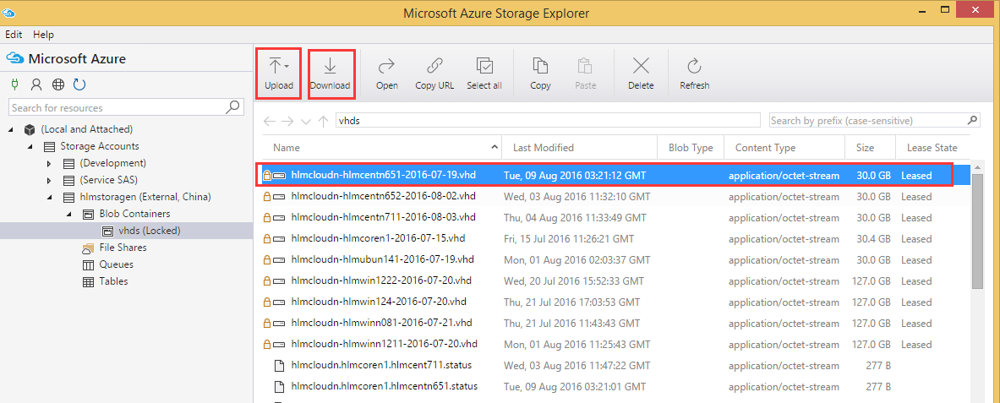 Microsoft Azure Storage Explorer
Edit Help
Microsoft Azure
Upload Download Open Copy URL Select all Copy Paste Delete Refresh
Search for resources
(Local and Attached)
Storage Accounts
(Development)
(Service SAS)
hlmstoragen (External, China)
Blob Containers
vhds (Locked)
File Shares
Queues
Tables
vhds Search by prefix (case-sensitive)
Name Last Modified Blob Type Content Type Size Lease State
hlmcloudn-hlmcentn651-2016-07-19.vhd Tue, 09 Aug 2016 03:21:12 GMT application/octet-stream 30.0 GB Leased
hlmcloudn-hlmcentn652-2016-08-02.vhd Wed, 03 Aug 2016 11:32:10 GMT application/octet-stream 30.0 GB Leased
hlmcloudn-hlmcentn711-2016-08-03.vhd Thu, 04 Aug 2016 11:33:49 GMT application/octet-stream 30.0 GB Leased
hlmcloudn-hlmcoren1-2016-07-15.vhd Fri, 15 Jul 2016 11:26:21 GMT application/octet-stream 30.4 GB Leased
hlmcloudn-hlmubun141-2016-07-19.vhd Mon, 01 Aug 2016 02:03:37 GMT application/octet-stream 30.0 GB Leased
hlmcloudn-hlmwin1222-2016-07-20.vhd Wed, 20 Jul 2016 15:52:33 GMT application/octet-stream 127.0 GB Leased
hlmcloudn-hlmwin124-2016-07-20.vhd Thu, 21 Jul 2016 17:03:53 GMT application/octet-stream 127.0 GB Leased
hlmcloudn-hlmwinn081-2016-07-21.vhd Thu, 21 Jul 2016 11:43:43 GMT application/octet-stream 127.0 GB Leased
hlmcloudn-hlmwinn1211-2016-07-20.vhd Mon, 01 Aug 2016 11:25:43 GMT application/octet-stream 127.0 GB Leased
hlmcloudn.hlmcoren1.hlmcent711.status Wed, 03 Aug 2016 11:47:22 GMT application/octet-stream 277 B
hlmcloudn.hlmcoren1.hlmcentn651.status Tue, 09 Aug 2016 03:21:01 GMT application/octet-stream 277 B